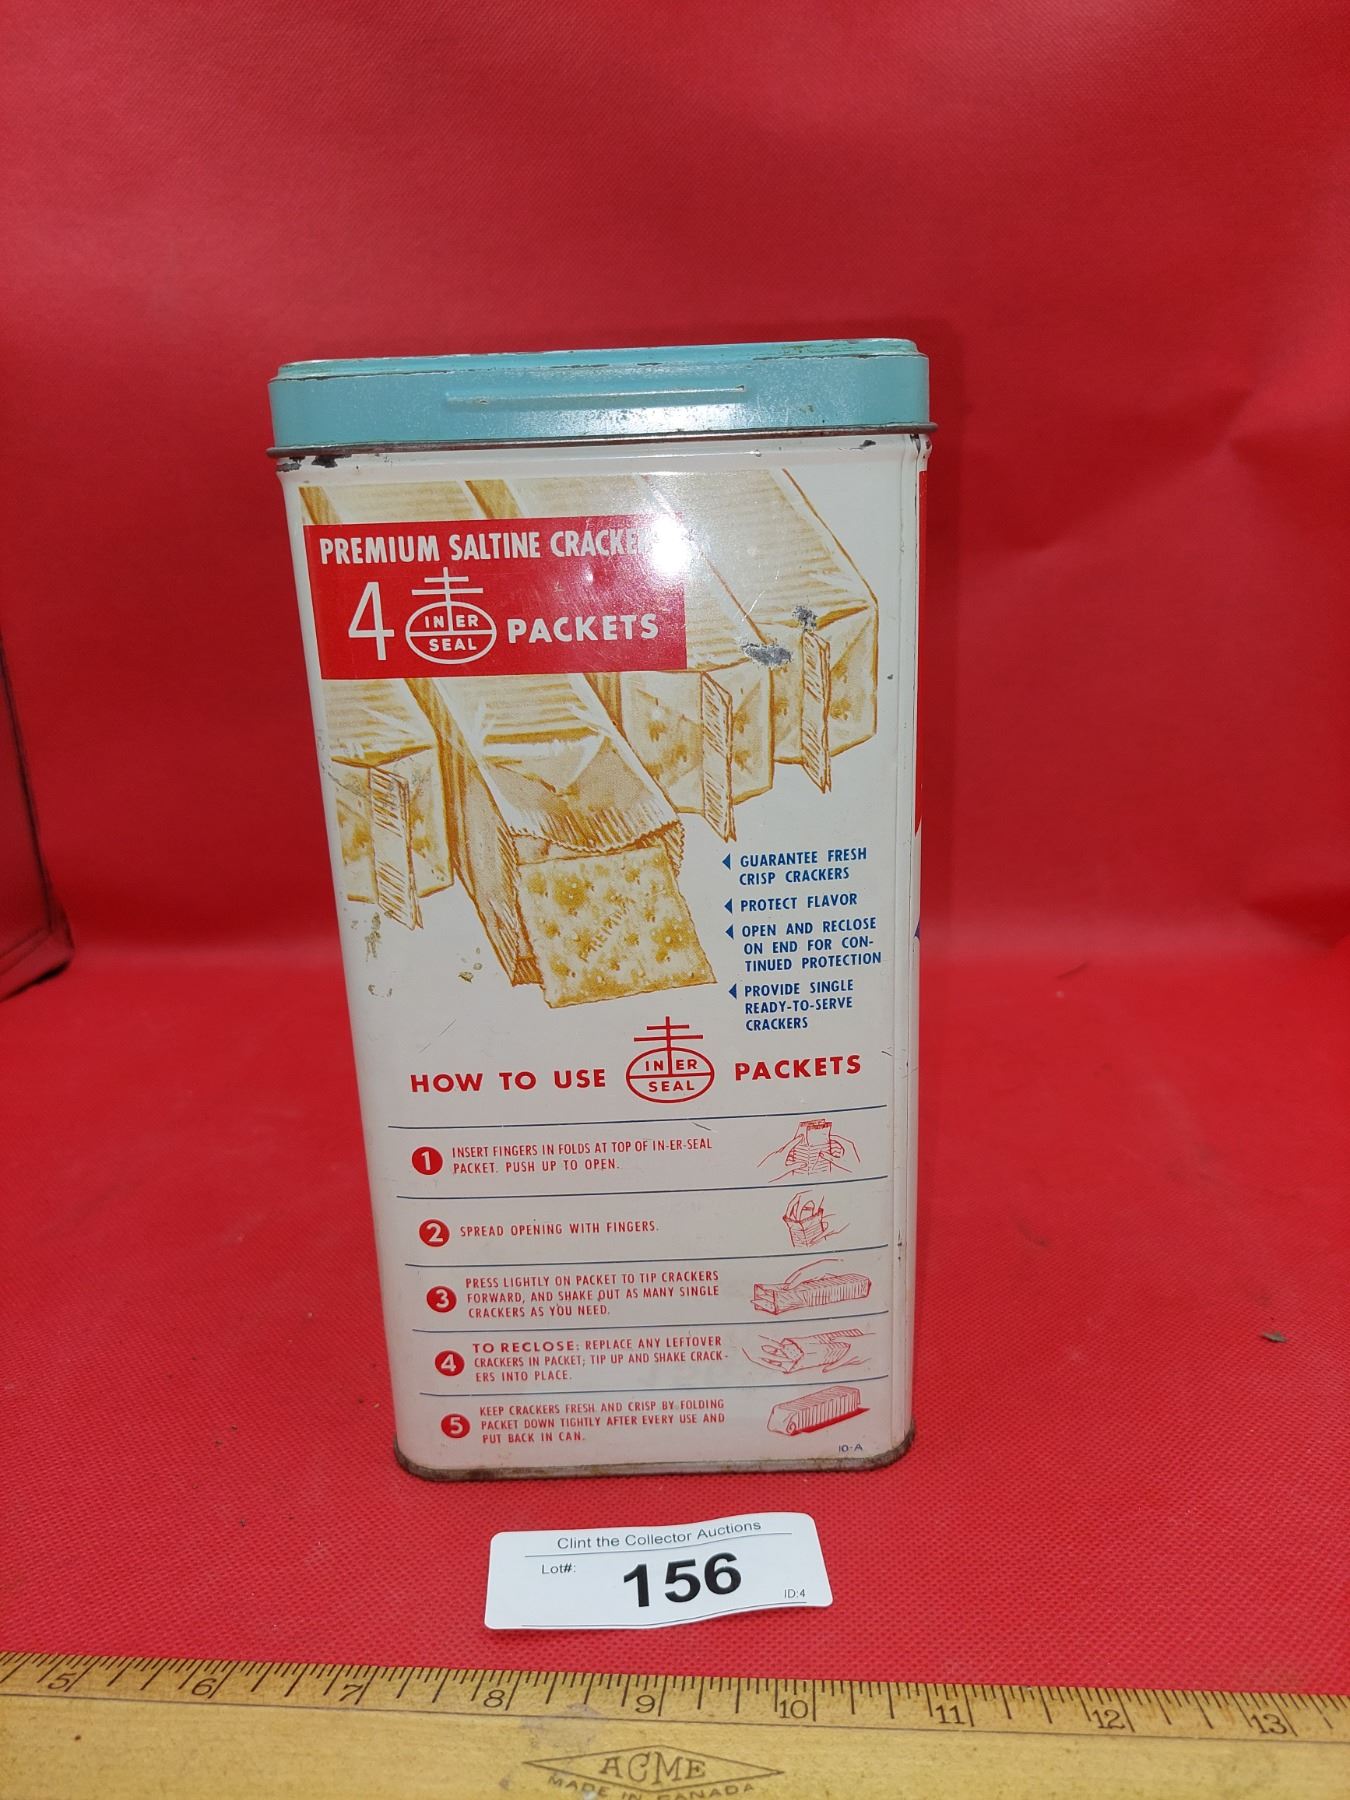 PREMIUM SALTINE CRACKE
4 IN ER SEAL PACKETS
PREMIUM
GUARANTEE FRESH
CRISP CRACKERS
PROTECT FLAVOR
OPEN AND RECLOSE
ON END FOR CON-
TINUED PROTECTION
PROVIDE SINGLE
READY-TO-SERVE
CRACKERS
HOW TO USE IN ER SEAL PACKETS
1 INSERT FINGERS IN FOLDS AT TOP OF IN-ER-SEAL
PACKET. PUSH UP TO OPEN.
2 SPREAD OPENING WITH FINGERS.
3 PRESS LIGHTLY ON PACKET TO TIP CRACKERS
FORWARD, AND SHAKE OUT AS MANY SINGLE
CRACKERS AS YOU NEED.
4 TO RECLOSE: REPLACE ANY LEFTOVER
CRACKERS IN PACKET; TIP UP AND SHAKE CRACK-
ERS INTO PLACE.
5 KEEP CRACKERS FRESH AND CRISP BY FOLDING
PACKET DOWN TIGHTLY AFTER EVERY USE AND
PUT BACK IN CAN.
10-A
Clint the Collector Auctions
Lot#: 156
ID:4
5 6 7 8 9 10 11 12 13
ACME
MADE IN CANADA